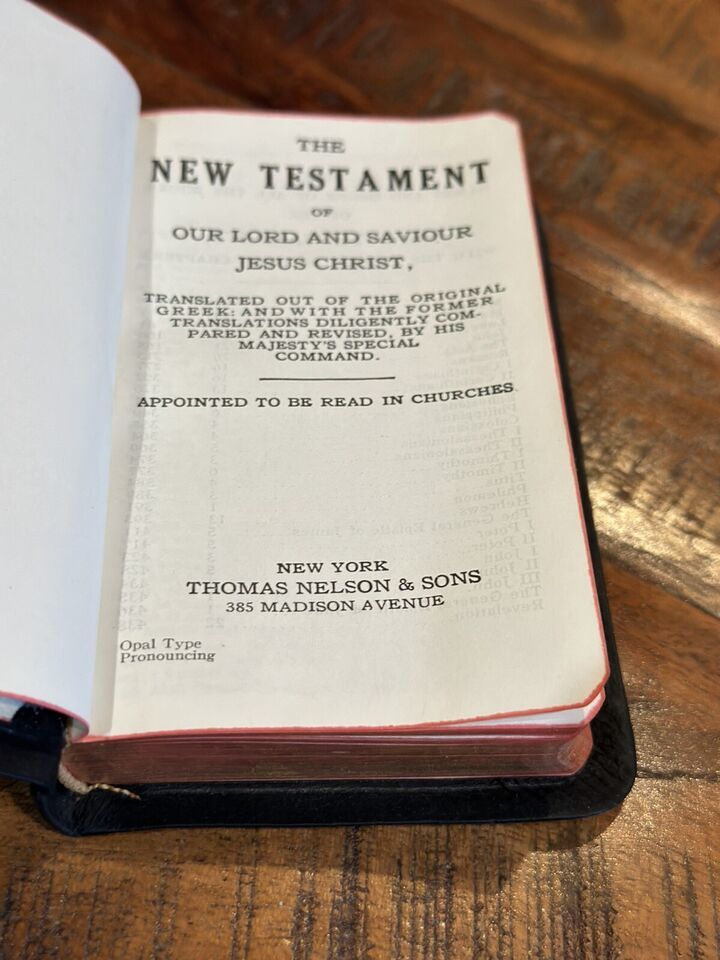 THE
NEW TESTAMENT
OF
OUR LORD AND SAVIOUR
JESUS CHRIST,
TRANSLATED OUT OF THE ORIGINAL
GREEK: AND WITH THE FORMER
TRANSLATIONS DILIGENTLY COM-
PARED AND REVISED, BY HIS
MAJESTY'S SPECIAL
COMMAND.
APPOINTED TO BE READ IN CHURCHES
NEW YORK
THOMAS NELSON & SONS
385 MADISON AVENUE
Opal Type
Pronouncing